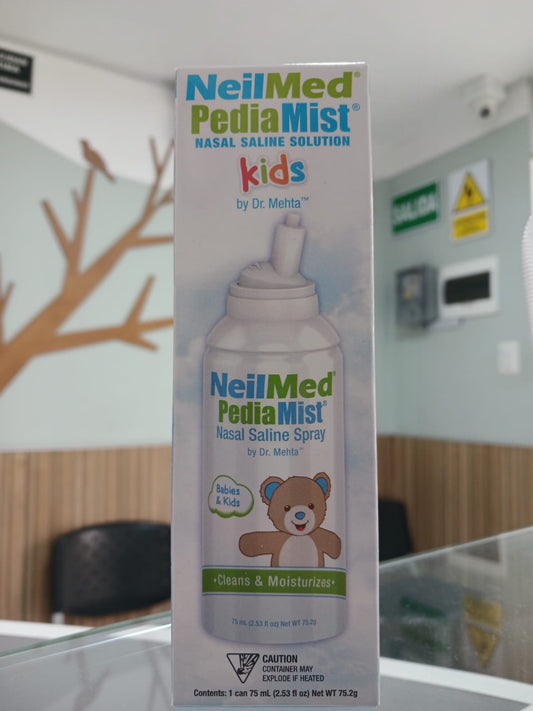 NeilMed®
PediaMist®
NASAL SALINE SOLUTION
kids
by Dr. Mehta™
NeilMed®
PediaMist®
Nasal Saline Spray
by Dr. Mehta™
Babies
& Kids
•Cleans & Moisturizes•
75 mL (2.53 fl oz) Net WT 75.2g
CAUTION
CONTAINER MAY
EXPLODE IF HEATED
Contents: 1 can 75 mL (2.53 fl oz) Net WT 75.2g
SALIDA